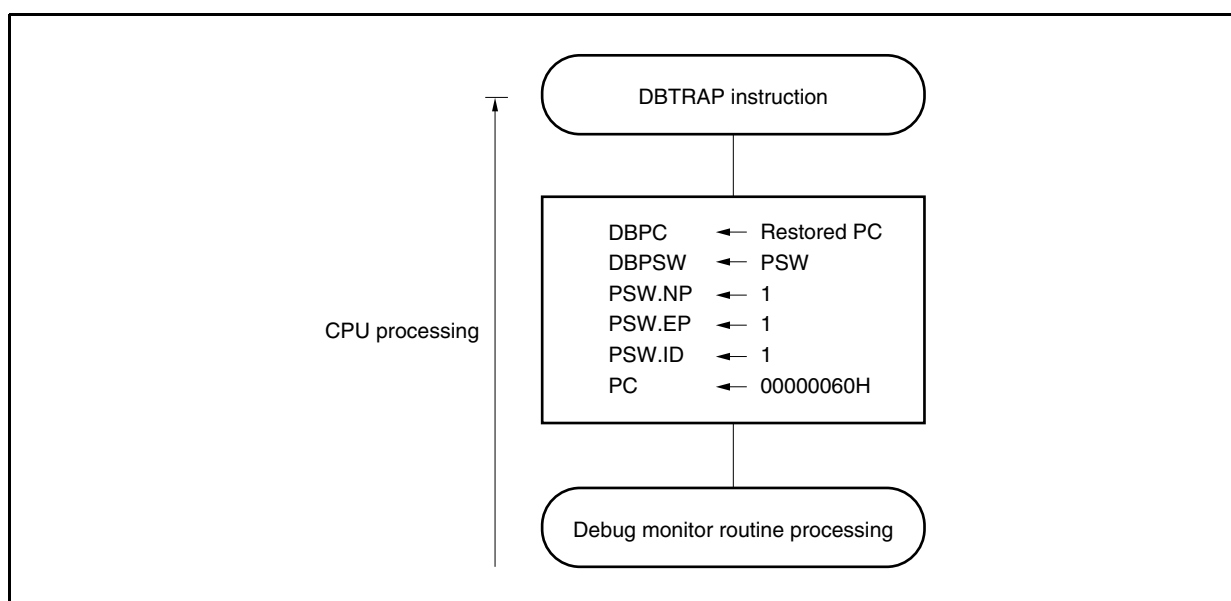 DBTRAP instruction
DBPC ← Restored PC
DBPSW ← PSW
PSW.NP ← 1
PSW.EP ← 1
CPU processing
PSW.ID ← 1
PC ← 00000060H
Debug monitor routine processing